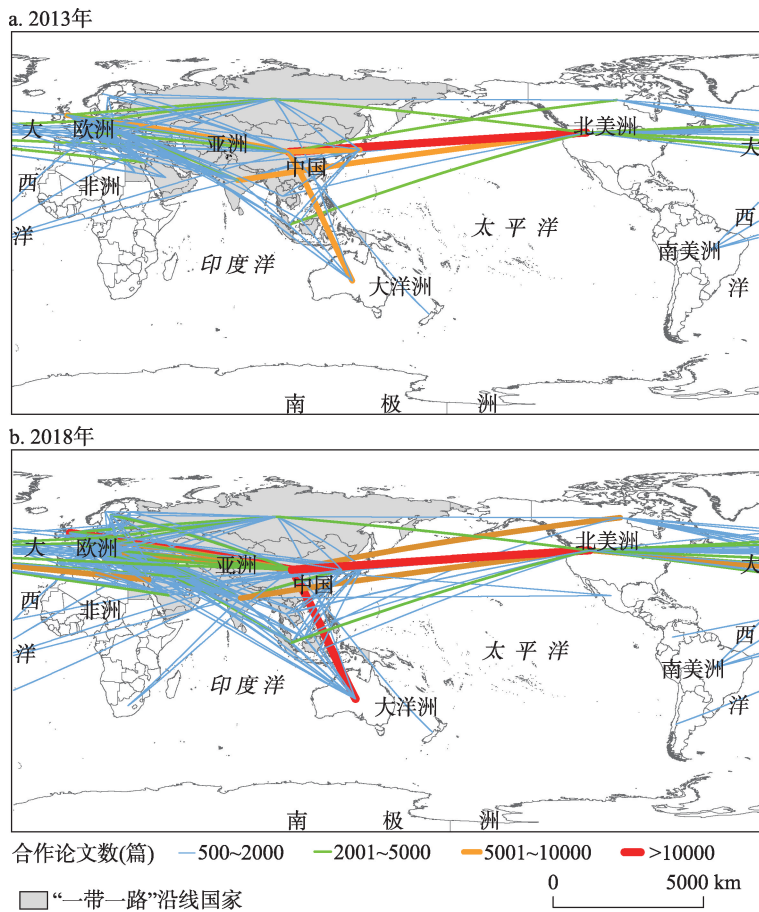 a. 2013年
大
欧洲
亚洲
北美洲
大
中国
西
非洲
太平洋
西
洋
印度洋
南美洲
大洋洲
洋
南极洲
b. 2018年
大
欧洲
亚洲
北美洲
大
中国
西
非洲
太平洋
西
洋
印度洋
南美洲
大洋洲
洋
南极洲
合作论文数(篇) 500~2000 2001~5000 5001~10000 >10000
“一带一路”沿线国家 0 5000 km